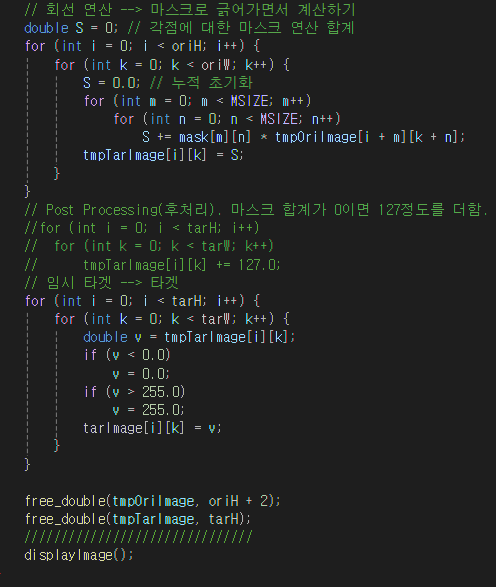 // 회선 연산 --> 마스크로 긁어가면서 계산하기
double S = 0; // 각점에 대한 마스크 연산 합계
for (int i = 0; i < oriH; i++) {
for (int k = 0; k < oriW; k++) {
S = 0.0; // 누적 초기화
for (int m = 0; m < MSIZE; m++)
for (int n = 0; n < MSIZE; n++)
S += mask[m][n] * tmpOriImage[i + m][k + n];
tmpTarImage[i][k] = S;
}
}
// Post Processing(후처리). 마스크 합계가 0이면 127정도를 더함.
//for (int i = 0; i < tarH; i++)
// for (int k = 0; k < tarW; k++)
// tmpTarImage[i][k] += 127.0;
// 임시 타겟 --> 타겟
for (int i = 0; i < tarH; i++) {
for (int k = 0; k < tarW; k++) {
double v = tmpTarImage[i][k];
if (v < 0.0)
v = 0.0;
if (v > 255.0)
v = 255.0;
tarImage[i][k] = v;
}
}
free_double(tmpOriImage, oriH + 2);
free_double(tmpTarImage, tarH);
///////////////////////////////
displayImage();